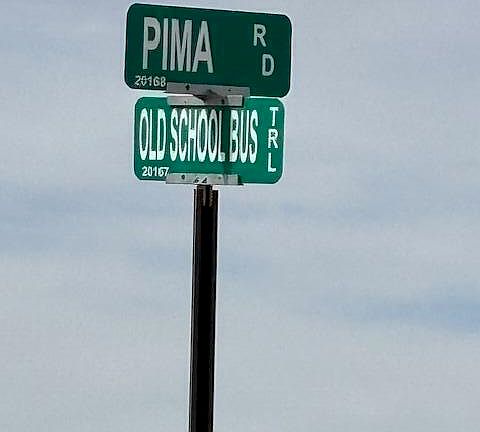 PIMA RD
20168
OLD SCHOOL BUS TRL
20167